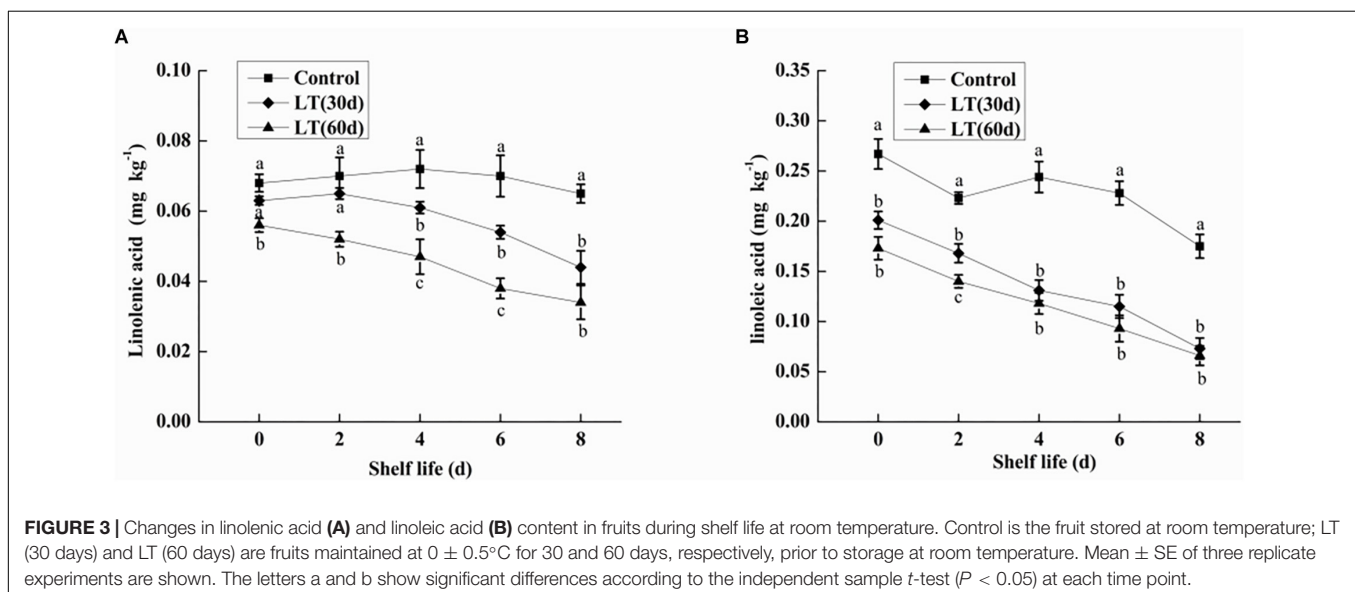 A
0.10
0.08
0.06
0.04
0.02
0.00
Linolenic acid (mg kg⁻¹)
Control
LT(30d)
LT(60d)
a a a a a
a a b b b
b b c c b
0 2 4 6 8
Shelf life (d)
B
0.35
0.30
0.25
0.20
0.15
0.10
0.05
0.00
linoleic acid (mg kg⁻¹)
Control
LT(30d)
LT(60d)
a a a a a
b b b b b
b c b b b
0 2 4 6 8
Shelf life (d)
FIGURE 3 | Changes in linolenic acid (A) and linoleic acid (B) content in fruits during shelf life at room temperature. Control is the fruit stored at room temperature; LT
(30 days) and LT (60 days) are fruits maintained at 0 ± 0.5°C for 30 and 60 days, respectively, prior to storage at room temperature. Mean ± SE of three replicate
experiments are shown. The letters a and b show significant differences according to the independent sample t-test (P < 0.05) at each time point.